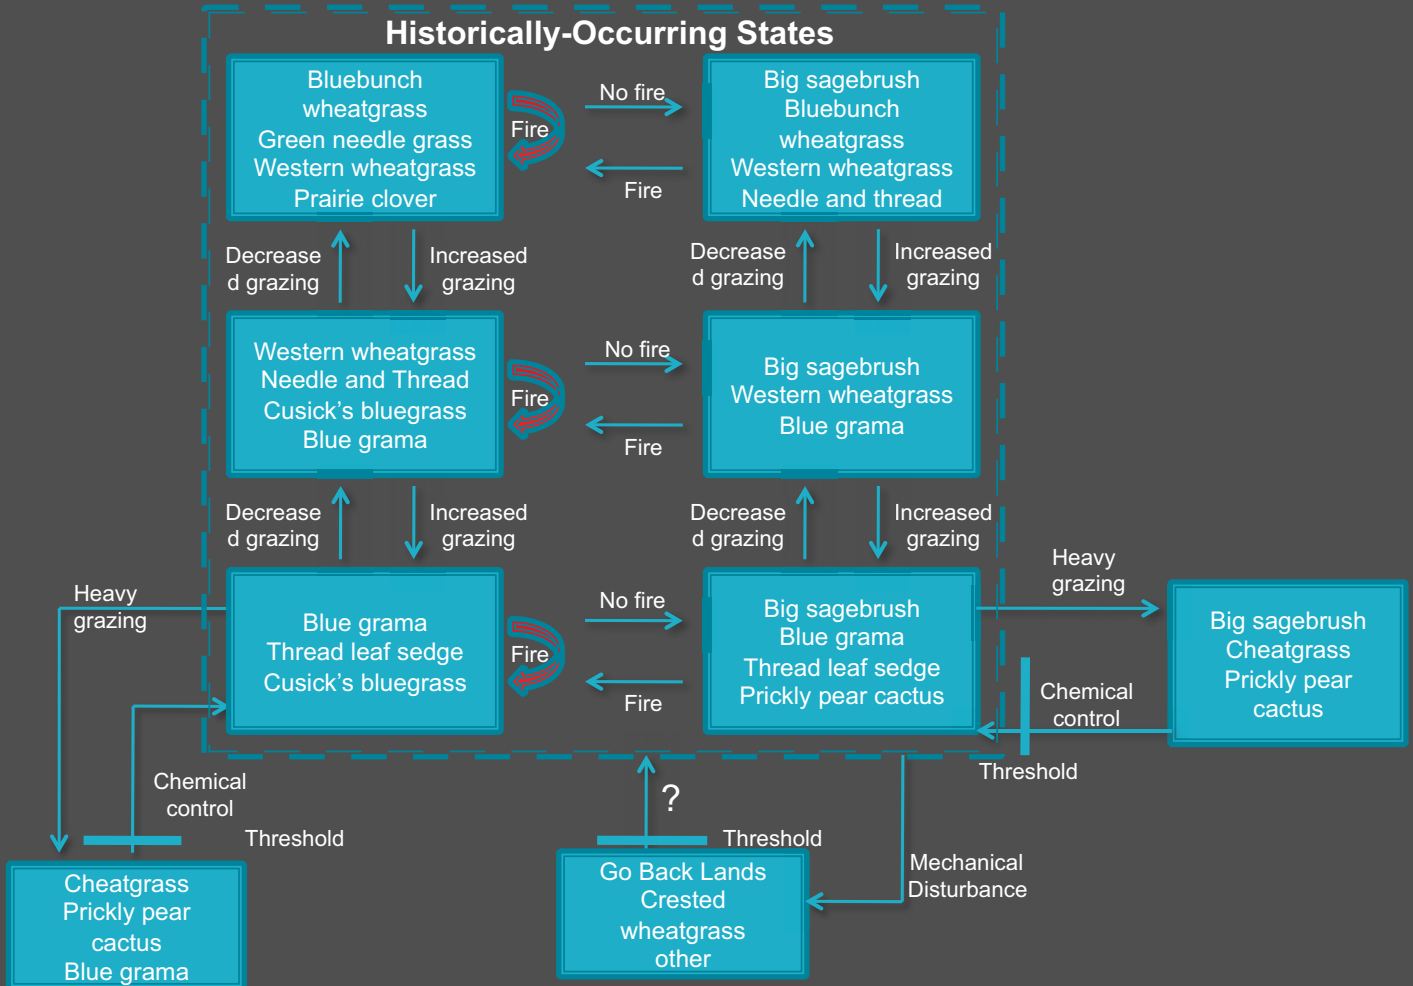 Historically-Occurring States
Bluebunch
wheatgrass
Green needle grass
Western wheatgrass
Prairie clover
Fire
No fire
Fire
Big sagebrush
Bluebunch
wheatgrass
Western wheatgrass
Needle and thread
Decrease
d grazing
Increased
grazing
Decrease
d grazing
Increased
grazing
Western wheatgrass
Needle and Thread
Cusick's bluegrass
Blue grama
Fire
No fire
Fire
Big sagebrush
Western wheatgrass
Blue grama
Decrease
d grazing
Increased
grazing
Decrease
d grazing
Increased
grazing
Heavy
grazing
Blue grama
Thread leaf sedge
Cusick's bluegrass
Fire
No fire
Fire
Big sagebrush
Blue grama
Thread leaf sedge
Prickly pear cactus
Heavy
grazing
Big sagebrush
Cheatgrass
Prickly pear
cactus
Chemical
control
Threshold
Chemical
control
Threshold
?
Threshold
Mechanical
Disturbance
Cheatgrass
Prickly pear
cactus
Blue grama
Go Back Lands
Crested
wheatgrass
other